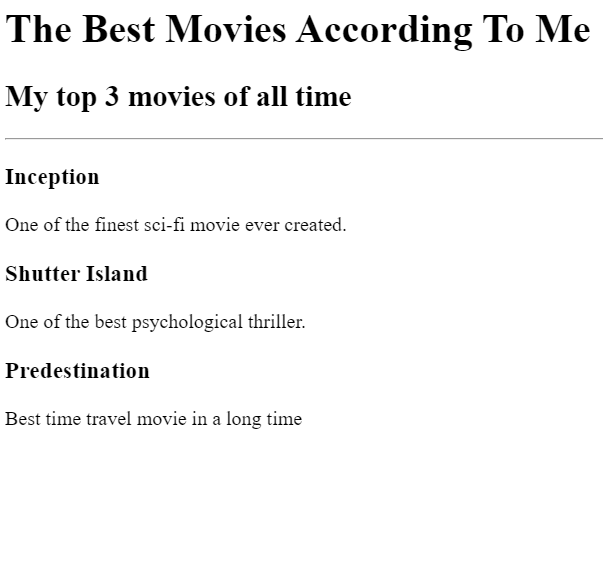 The Best Movies According To Me
My top 3 movies of all time
Inception
One of the finest sci-fi movie ever created.
Shutter Island
One of the best psychological thriller.
Predestination
Best time travel movie in a long time